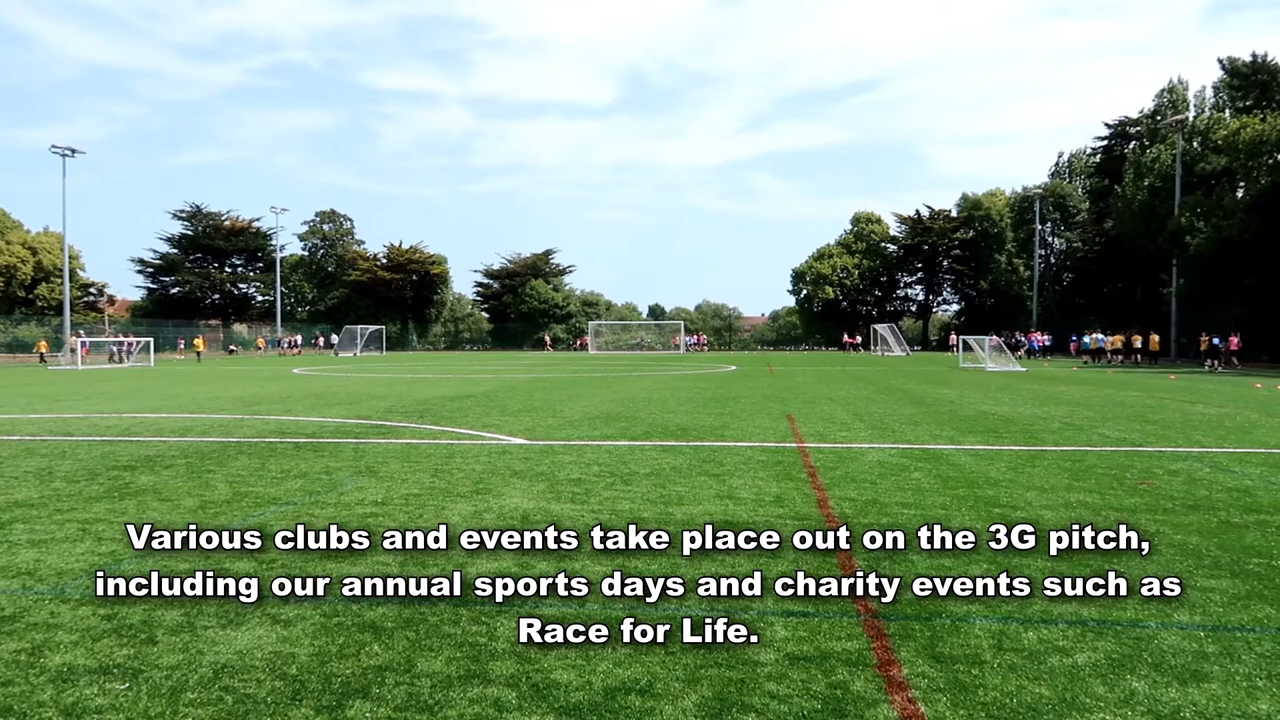 Various clubs and events take place out on the 3G pitch,
including our annual sports days and charity events such as
Race for Life.